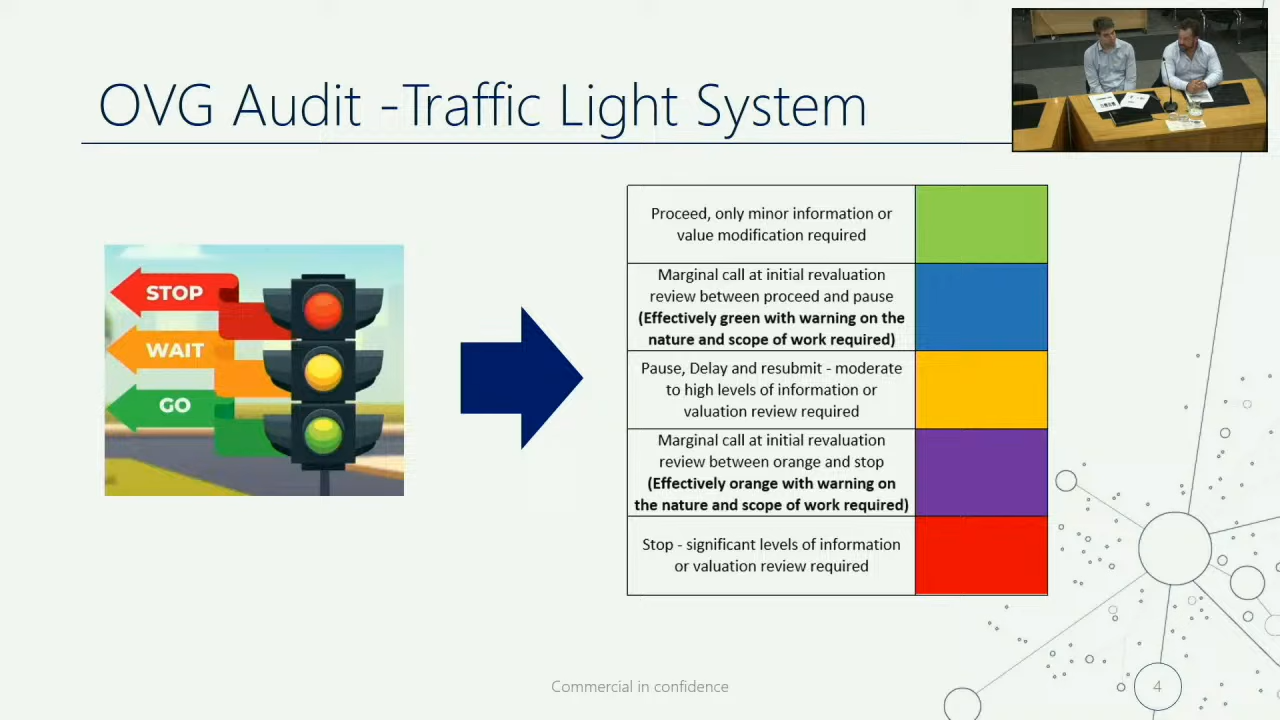 OVG Audit -Traffic Light System
STOP
WAIT
GO
Proceed, only minor information or
value modification required
Marginal call at initial revaluation
review between proceed and pause
(Effectively green with warning on the
nature and scope of work required)
Pause, Delay and resubmit - moderate
to high levels of information or
valuation review required
Marginal call at initial revaluation
review between orange and stop
(Effectively orange with warning on
the nature and scope of work required)
Stop - significant levels of information
or valuation review required
Commercial in confidence
4